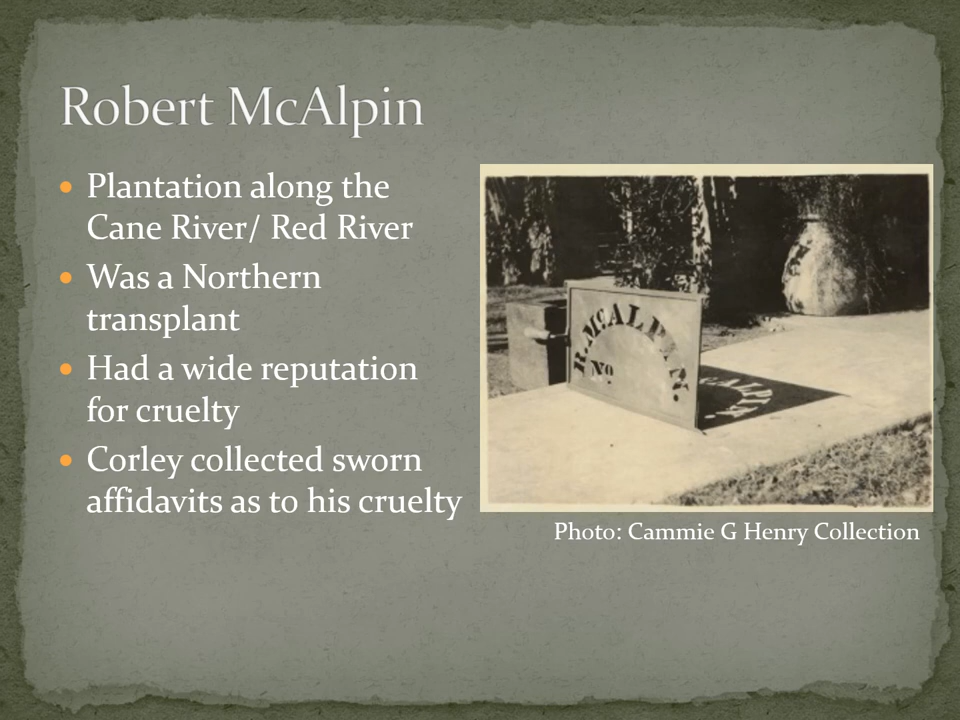 Robert McAlpin
• Plantation along the
Cane River/ Red River
• Was a Northern
transplant
• Had a wide reputation
for cruelty
• Corley collected sworn
affidavits as to his cruelty
Nº
Photo: Cammie G Henry Collection